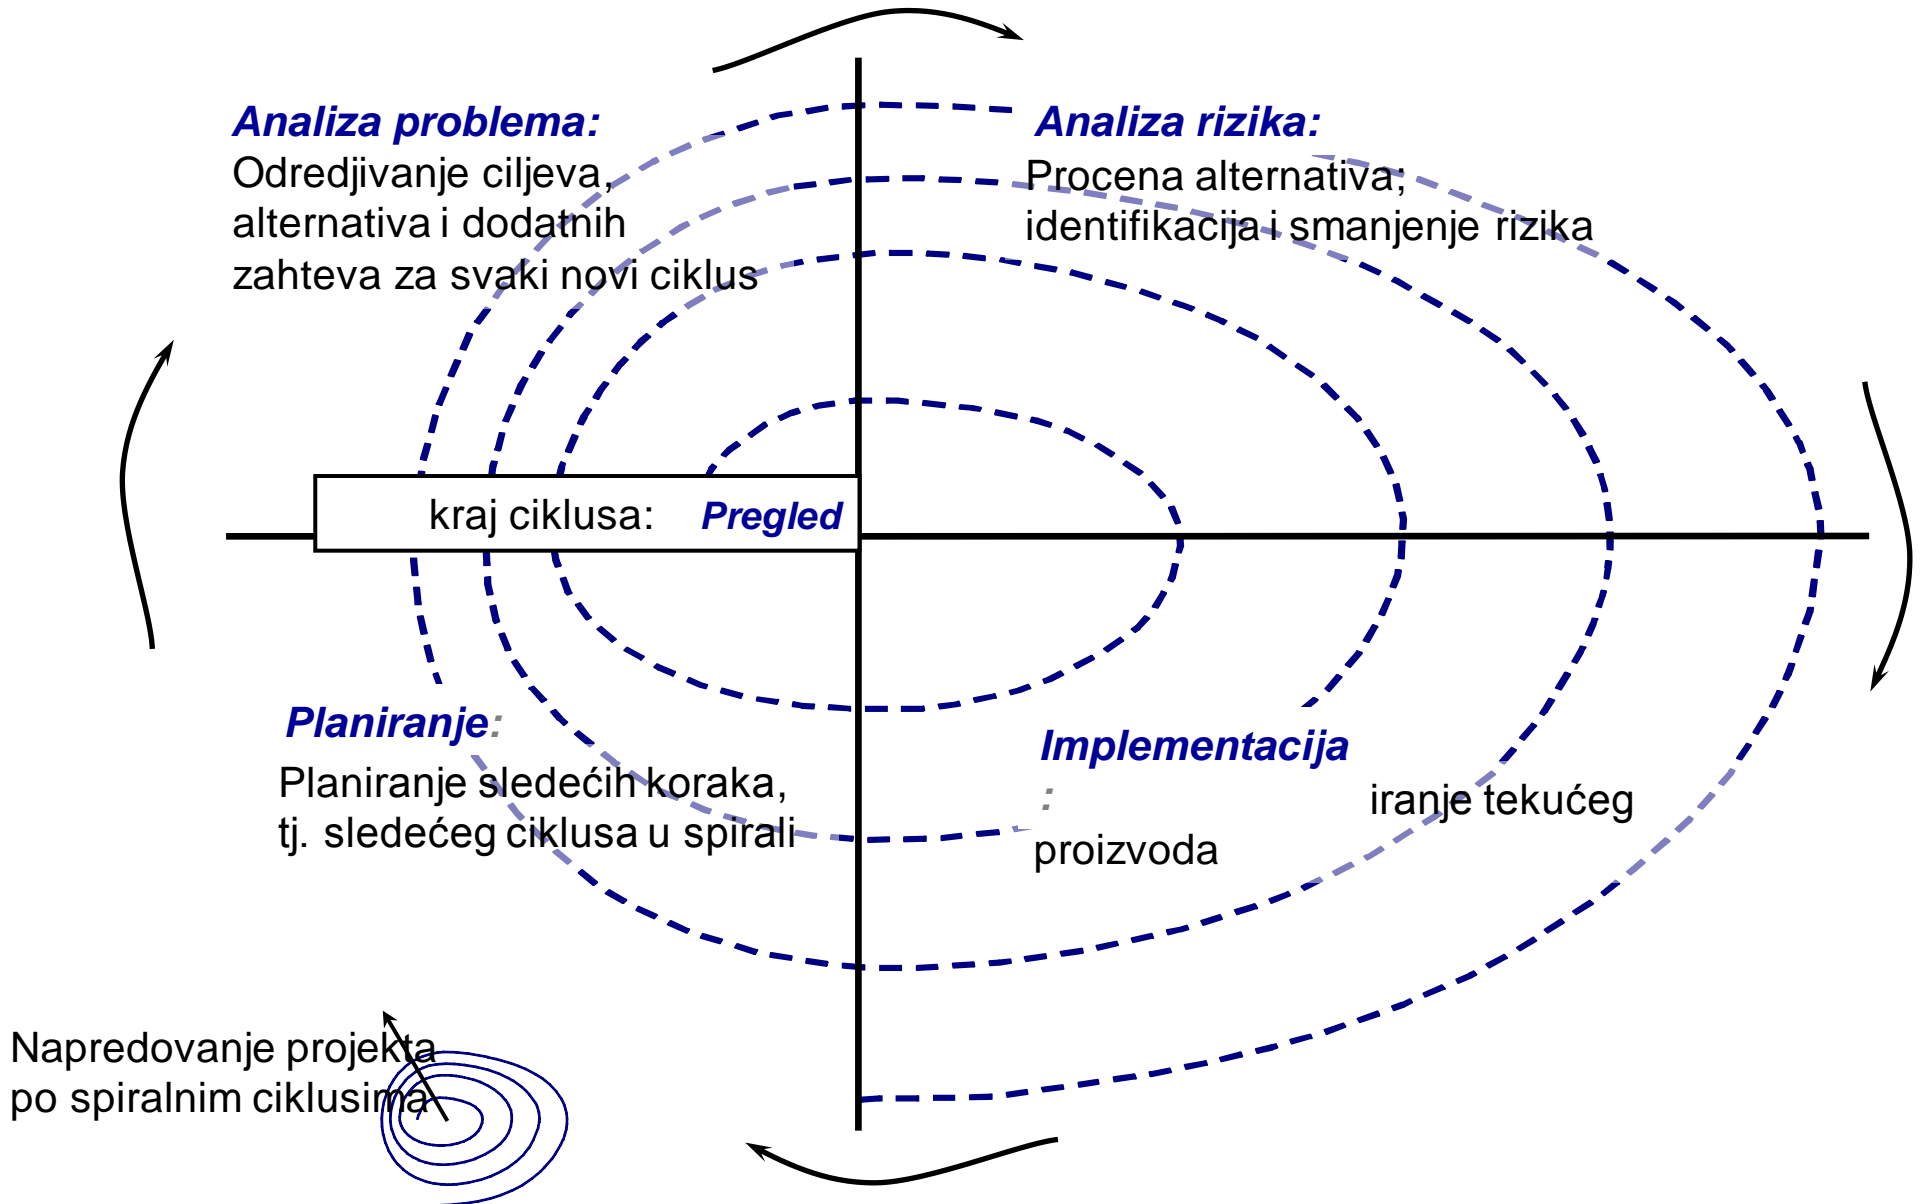 Analiza problema:
Odredjivanje ciljeva,
alternativa i dodatnih
zahteva za svaki novi ciklus
Analiza rizika:
Procena alternativa;
identifikacija i smanjenje rizika
kraj ciklusa: Pregled
Planiranje:
Planiranje sledećih koraka,
tj. sledećeg ciklusa u spirali
Implementacija
:
iranje tekućeg
proizvoda
Napredovanje projekta
po spiralnim ciklusima